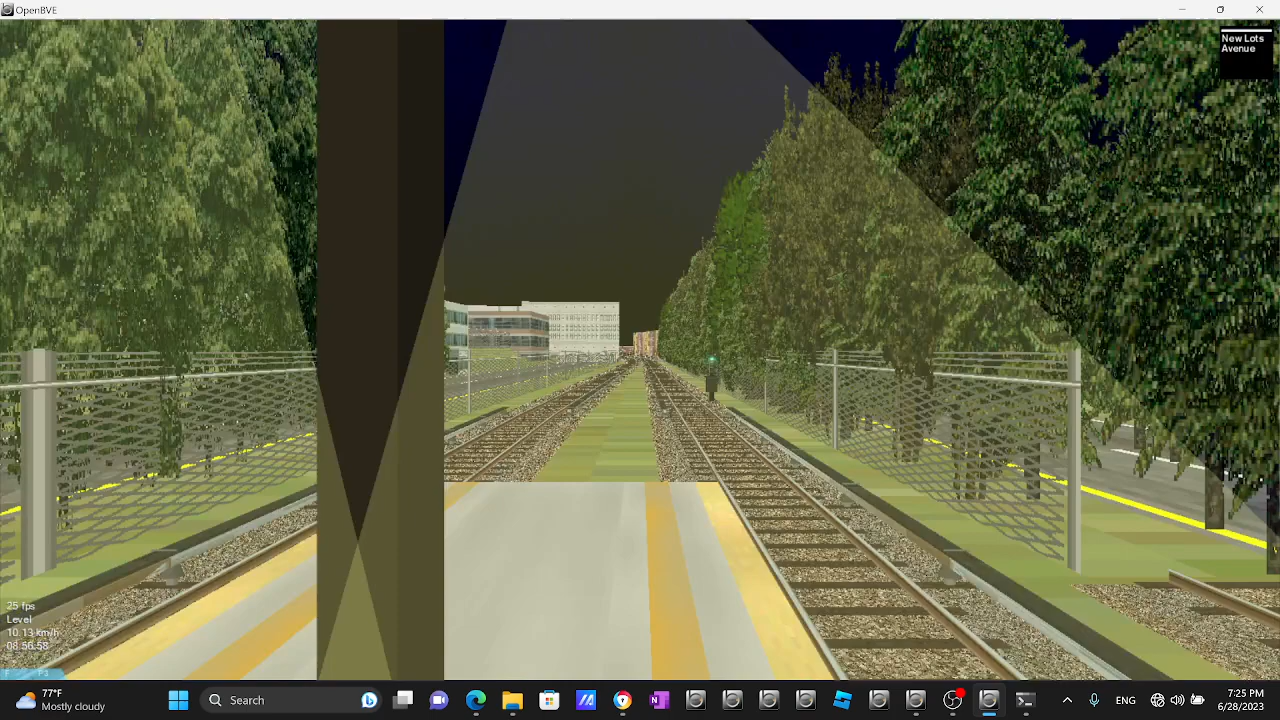 OpenBVE
New Lots
Avenue
25 fps
Level
10.13 km/h
08:56:58
F
F2
77°F
Mostly cloudy
Search
ENG
7:25 PM
6/28/2023